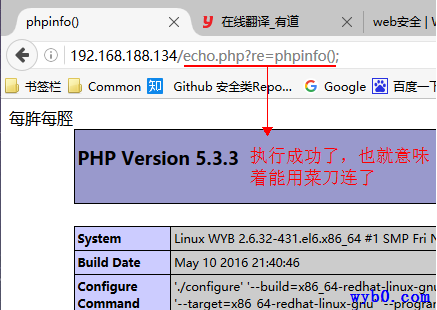 phpinfo()
在线翻译_有道
web安全 | W
192.168.188.134/echo.php?re=phpinfo();
书签栏
Common
知
Github 安全类Repo...
Google
百度一下
PHP Version 5.3.3
执行成功了，也就意味
着能用菜刀连了
System
Linux WYB 2.6.32-431.el6.x86_64 #1 SMP Fri N
Build Date
May 10 2016 21:40:46
Configure
Command
'./configure' '--build=x86_64-redhat-linux-gnu'
'--target=x86_64-redhat-linux-gnu' '--program
wyb0.com